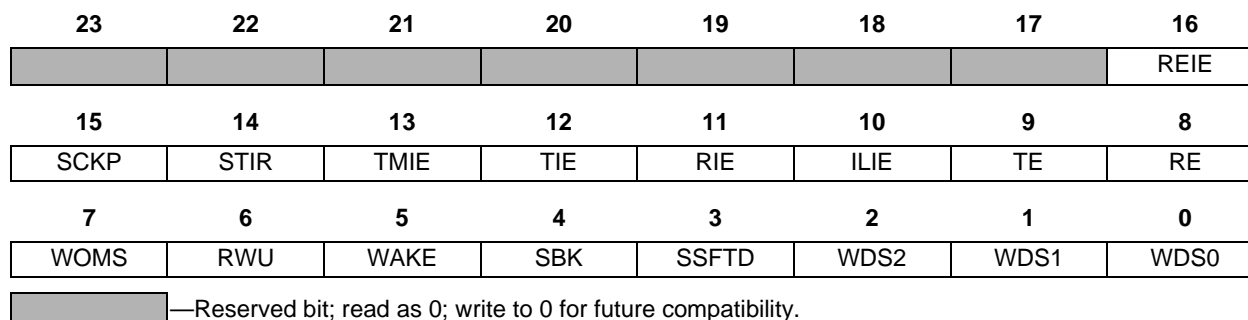 23 22 21 20 19 18 17 16
REIE
15 14 13 12 11 10 9 8
SCKP STIR TMIE TIE RIE ILIE TE RE
7 6 5 4 3 2 1 0
WOMS RWU WAKE SBK SSFTD WDS2 WDS1 WDS0
—Reserved bit; read as 0; write to 0 for future compatibility.